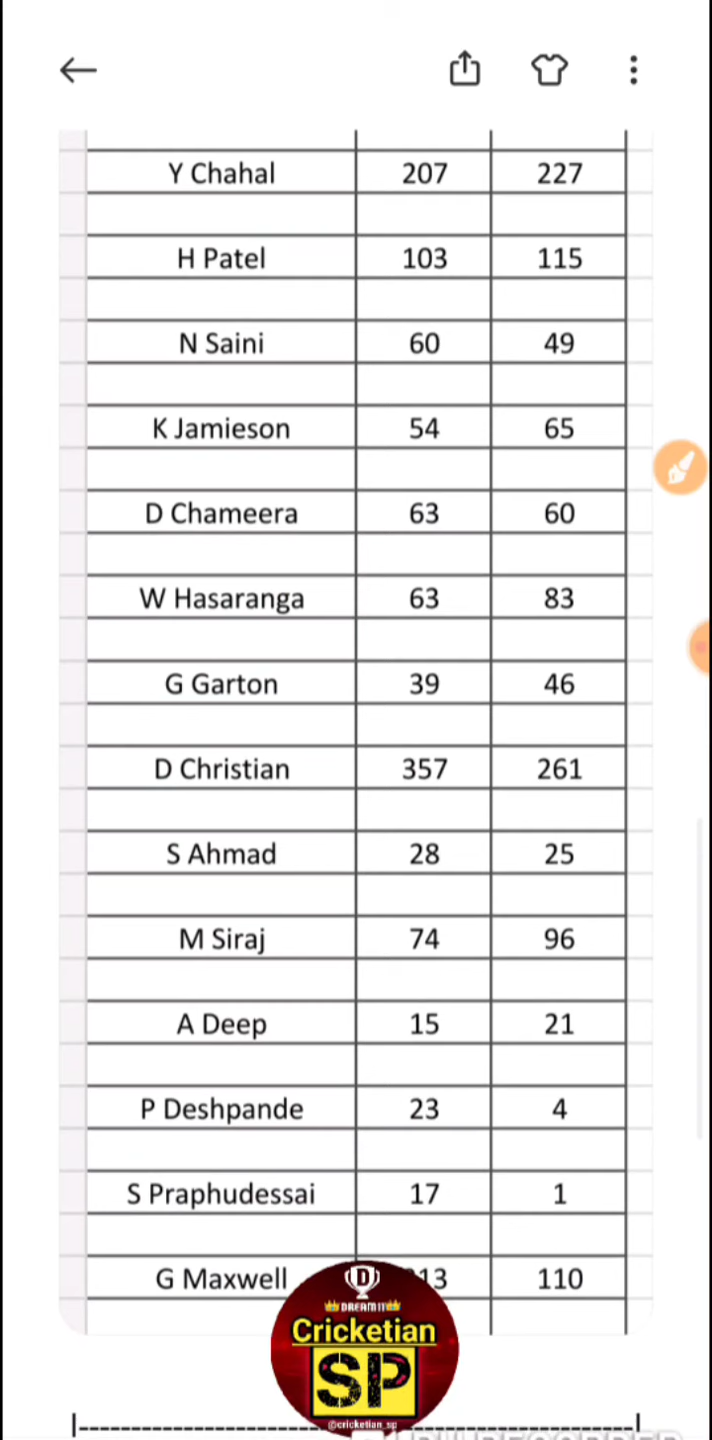 Y Chahal 207 227
H Patel 103 115
N Saini 60 49
K Jamieson 54 65
D Chameera 63 60
W Hasaranga 63 83
G Garton 39 46
D Christian 357 261
S Ahmad 28 25
M Siraj 74 96
A Deep 15 21
P Deshpande 23 4
S Praphudessai 17 1
G Maxwell 13 110
D
DREAM11
Cricketian
SP
@cricketian_sp
|--------------------------------------------|